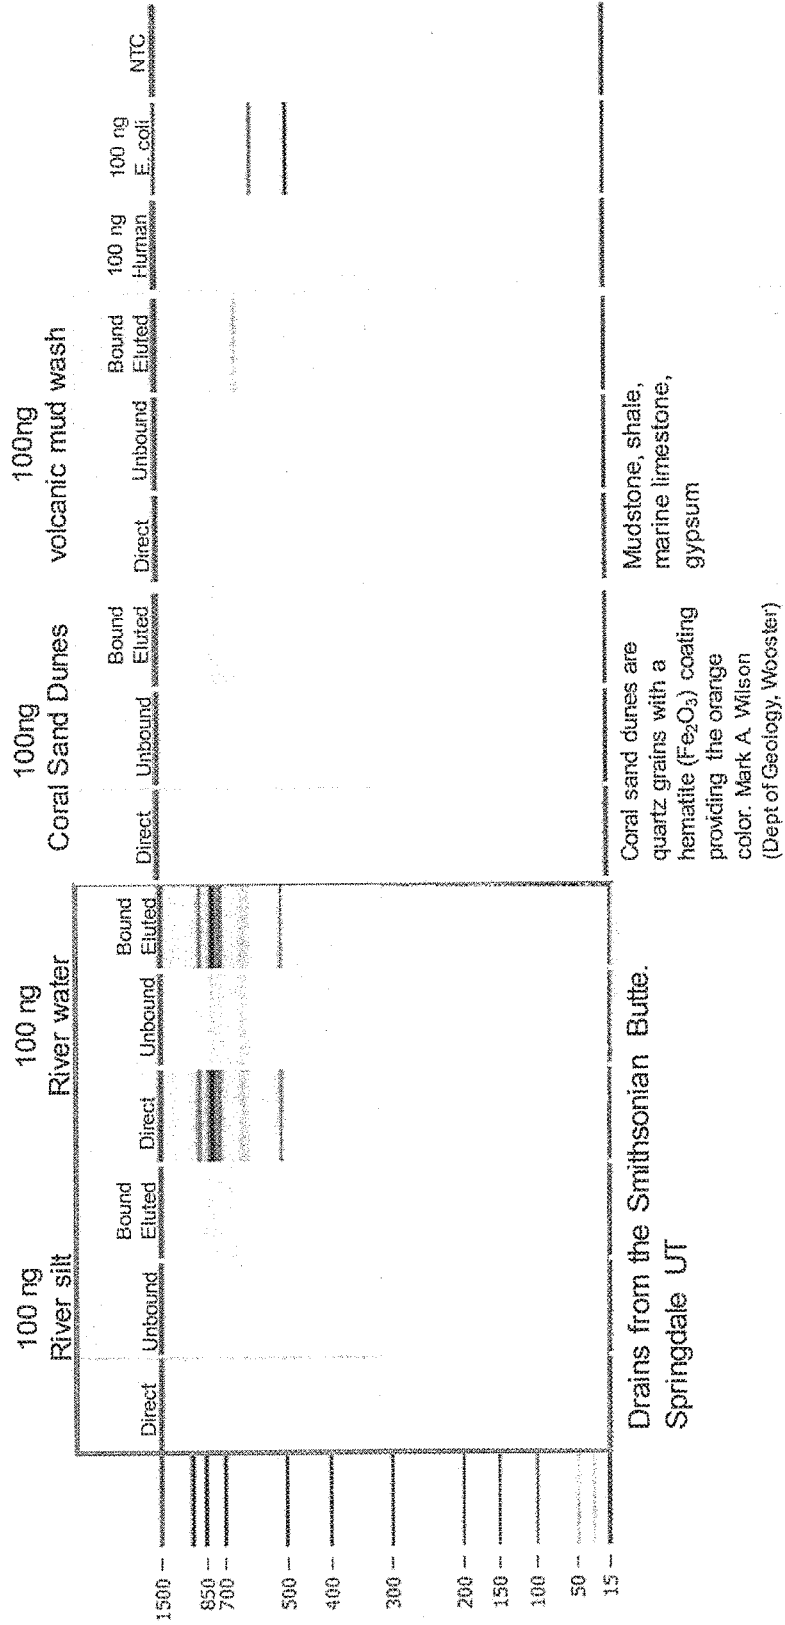 100 ng
River silt
100 ng
River water
100ng
Coral Sand Dunes
100ng
volcanic mud wash
Direct
Unbound
Bound
Eluted
Direct
Unbound
Bound
Eluted
Direct
Unbound
Bound
Eluted
Direct
Unbound
Bound
Eluted
100 ng
Human
100 ng
E. coli
NTC
1500
850
700
500
400
300
200
150
100
50
15
Drains from the Smithsonian Butte.
Springdale UT
Coral sand dunes are
quartz grains with a
hematite (Fe₂O₃) coating
providing the orange
color. Mark A. Wilson
(Dept of Geology, Wooster)
Mudstone, shale,
marine limestone,
gypsum